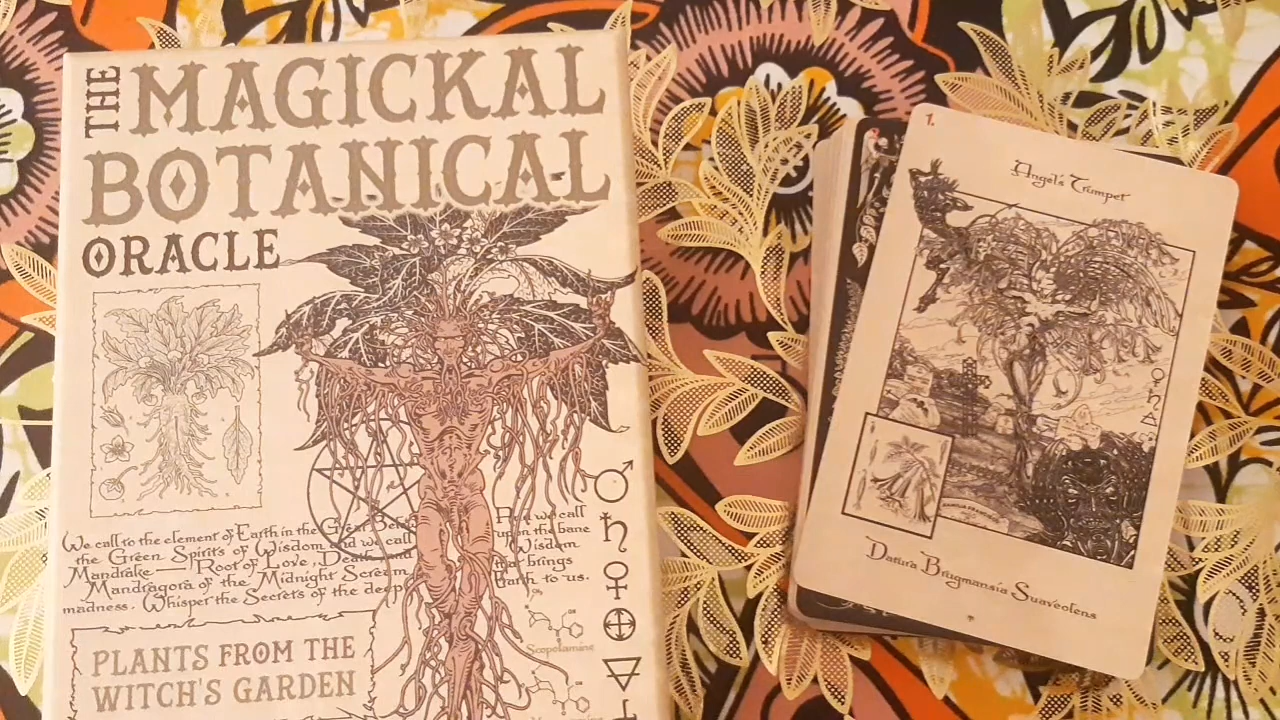 THE MAGICKAL
BOTANICAL
ORACLE
We call to the element of Earth in the Great
the Green Spirits of Wisdom and we call
Mandrake — Root of Love, Death and
Mandragora of the Midnight Scream
madness. Whisper the Secrets of the deep
we call
upon the bane
Wisdom
that brings
Earth to us.
Scopolamine
PLANTS FROM THE
WITCH'S GARDEN
1.
Angel's Trumpet
Datura Brugmansia Suaveolens